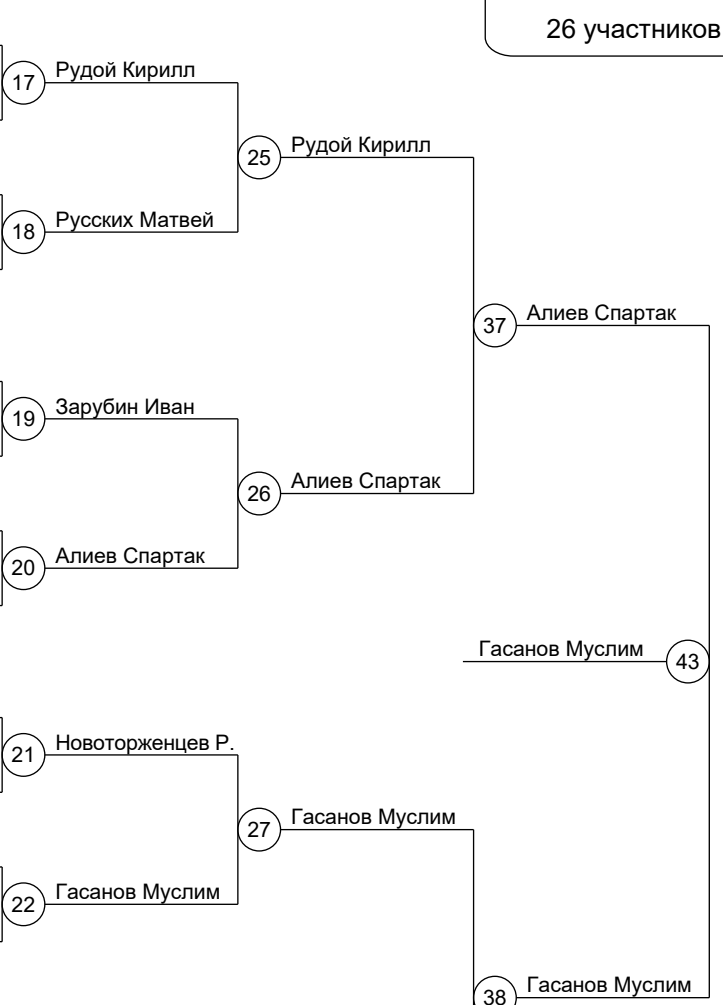 26 участников
17 Рудой Кирилл
25 Рудой Кирилл
18 Русских Матвей
37 Алиев Спартак
19 Зарубин Иван
26 Алиев Спартак
20 Алиев Спартак
Гасанов Муслим 43
21 Новоторженцев Р.
27 Гасанов Муслим
22 Гасанов Муслим
38 Гасанов Муслим